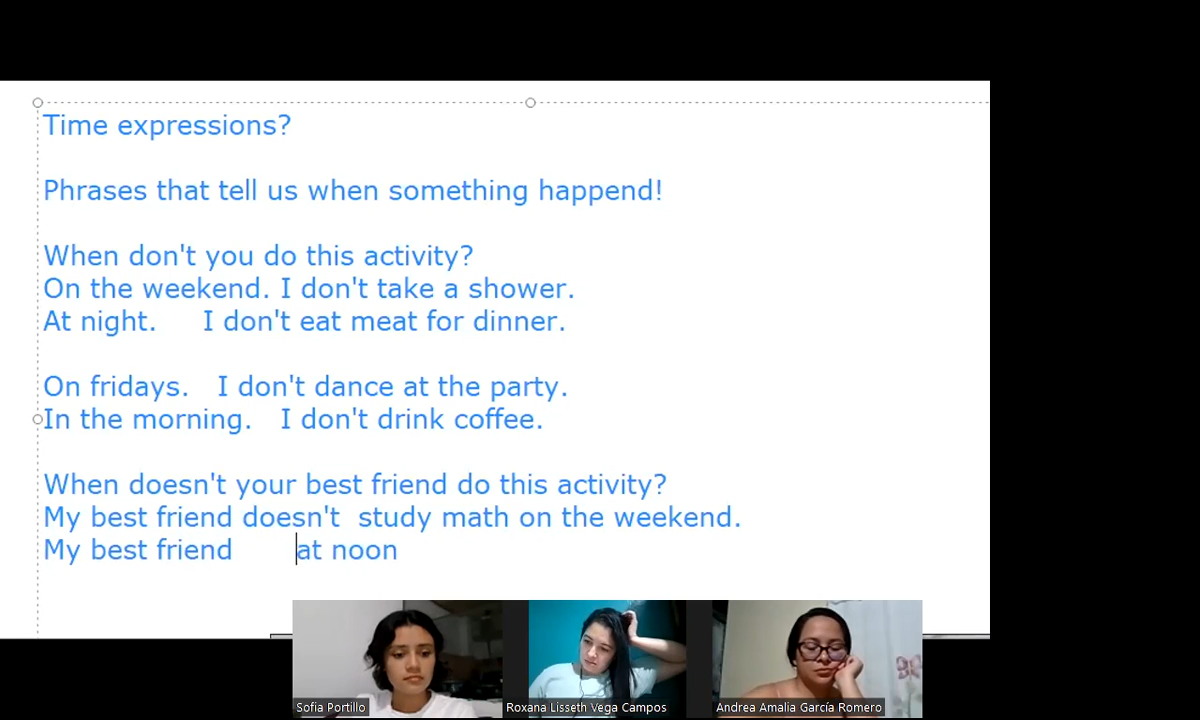 Time expressions?
Phrases that tell us when something happend!
When don't you do this activity?
On the weekend. I don't take a shower.
At night. I don't eat meat for dinner.
On fridays. I don't dance at the party.
In the morning. I don't drink coffee.
When doesn't your best friend do this activity?
My best friend doesn't study math on the weekend.
My best friend at noon
Sofia Portillo
Roxana Lisseth Vega Campos
Andrea Amalia García Romero